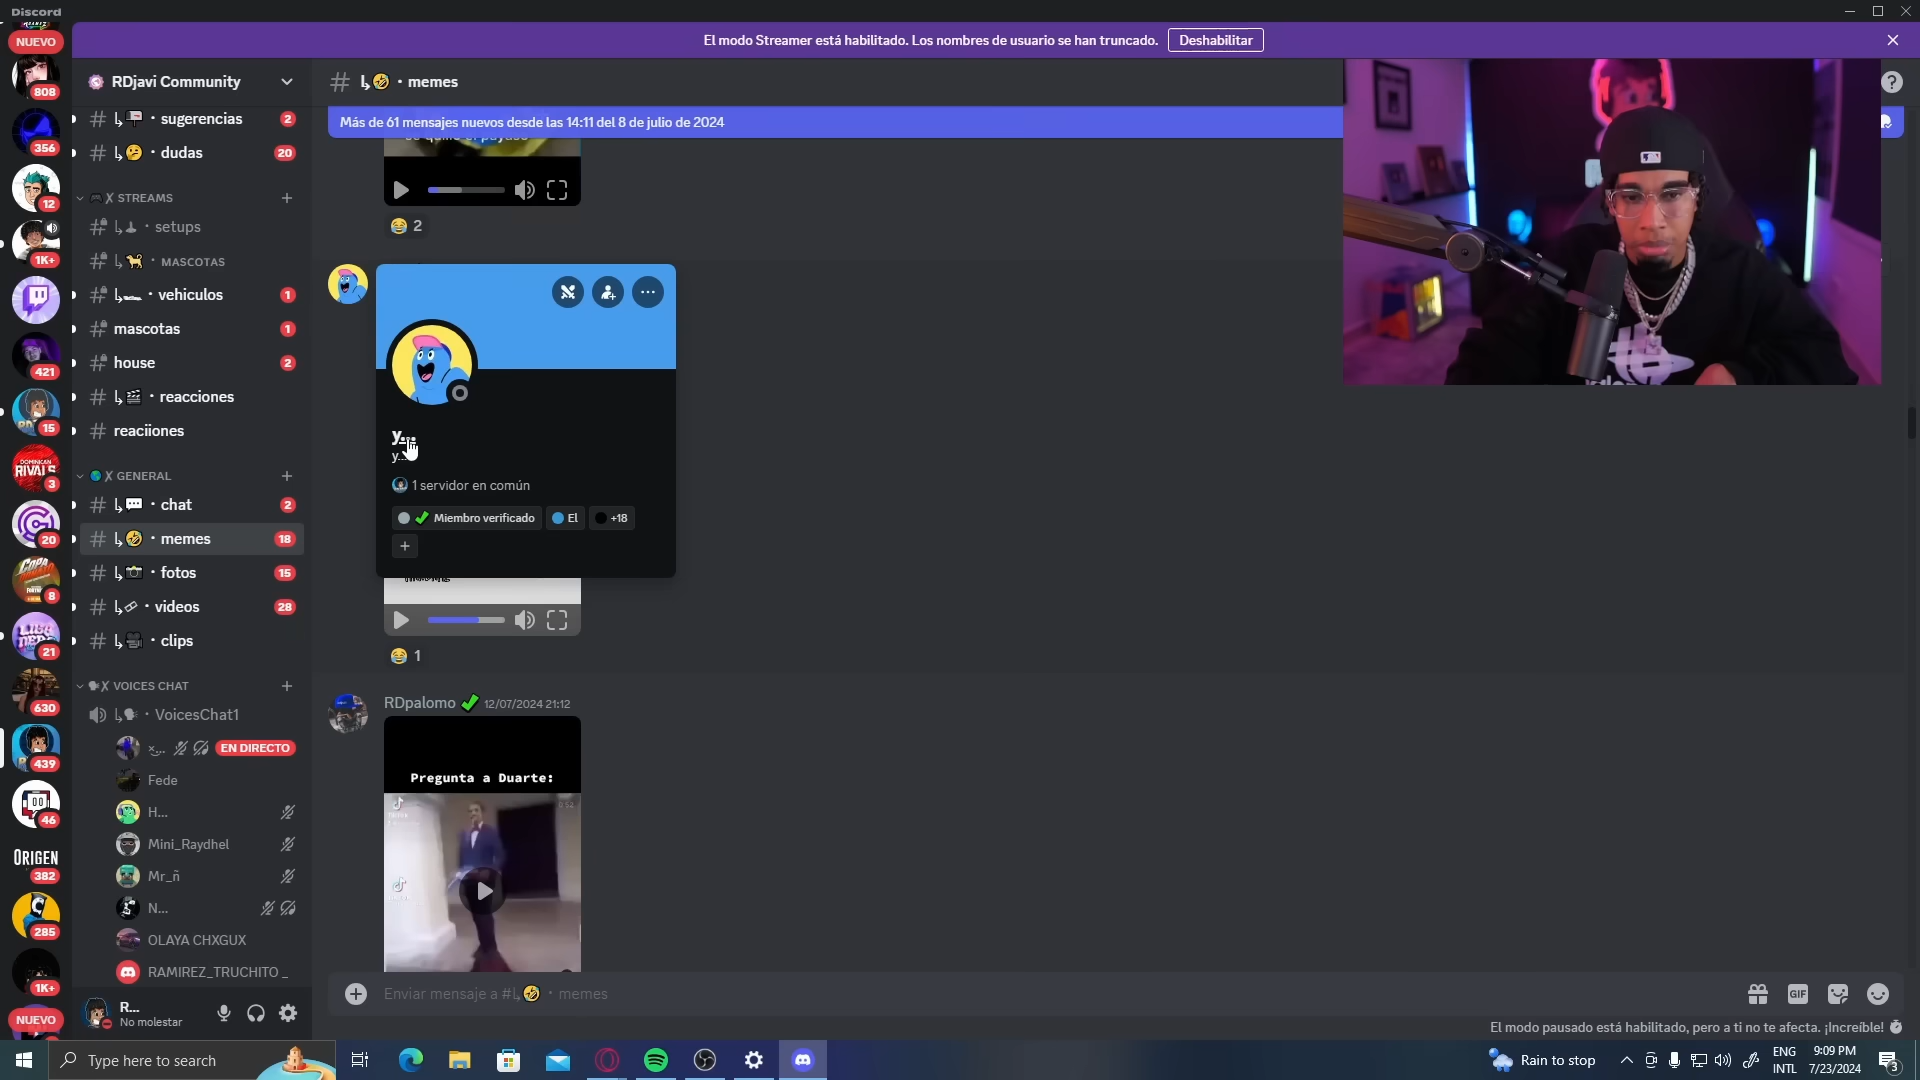 Discord
El modo Streamer está habilitado. Los nombres de usuario se han truncado.
Deshabilitar
NUEVO
808
356
12
1K+
421
15
DOMINICAN
RIVALS
3
20
COPA
8
21
630
439
46
ORIGEN
382
285
1K+
NUEVO
RDjavi Community
sugerencias 2
dudas 20
X STREAMS
setups
MASCOTAS
vehiculos 1
mascotas 1
house 2
reacciones
reaciiones
X GENERAL
chat 2
memes 18
fotos 15
videos 28
clips
X VOICES CHAT
VoicesChat1
EN DIRECTO
Fede
H...
Mini_Raydhel
Mr_ñ
N...
OLAYA CHXGUX
RAMIREZ_TRUCHITO _
R...
No molestar
memes
Más de 61 mensajes nuevos desde las 14:11 del 8 de julio de 2024
2
y...
y...
1 servidor en común
Miembro verificado
El
+18
1
RDpalomo 12/07/2024 21:12
Pregunta a Duarte:
Enviar mensaje a # memes
GIF
El modo pausado está habilitado, pero a ti no te afecta. ¡Increíble!
Type here to search
Rain to stop
ENG
INTL
9:09 PM
7/23/2024
3